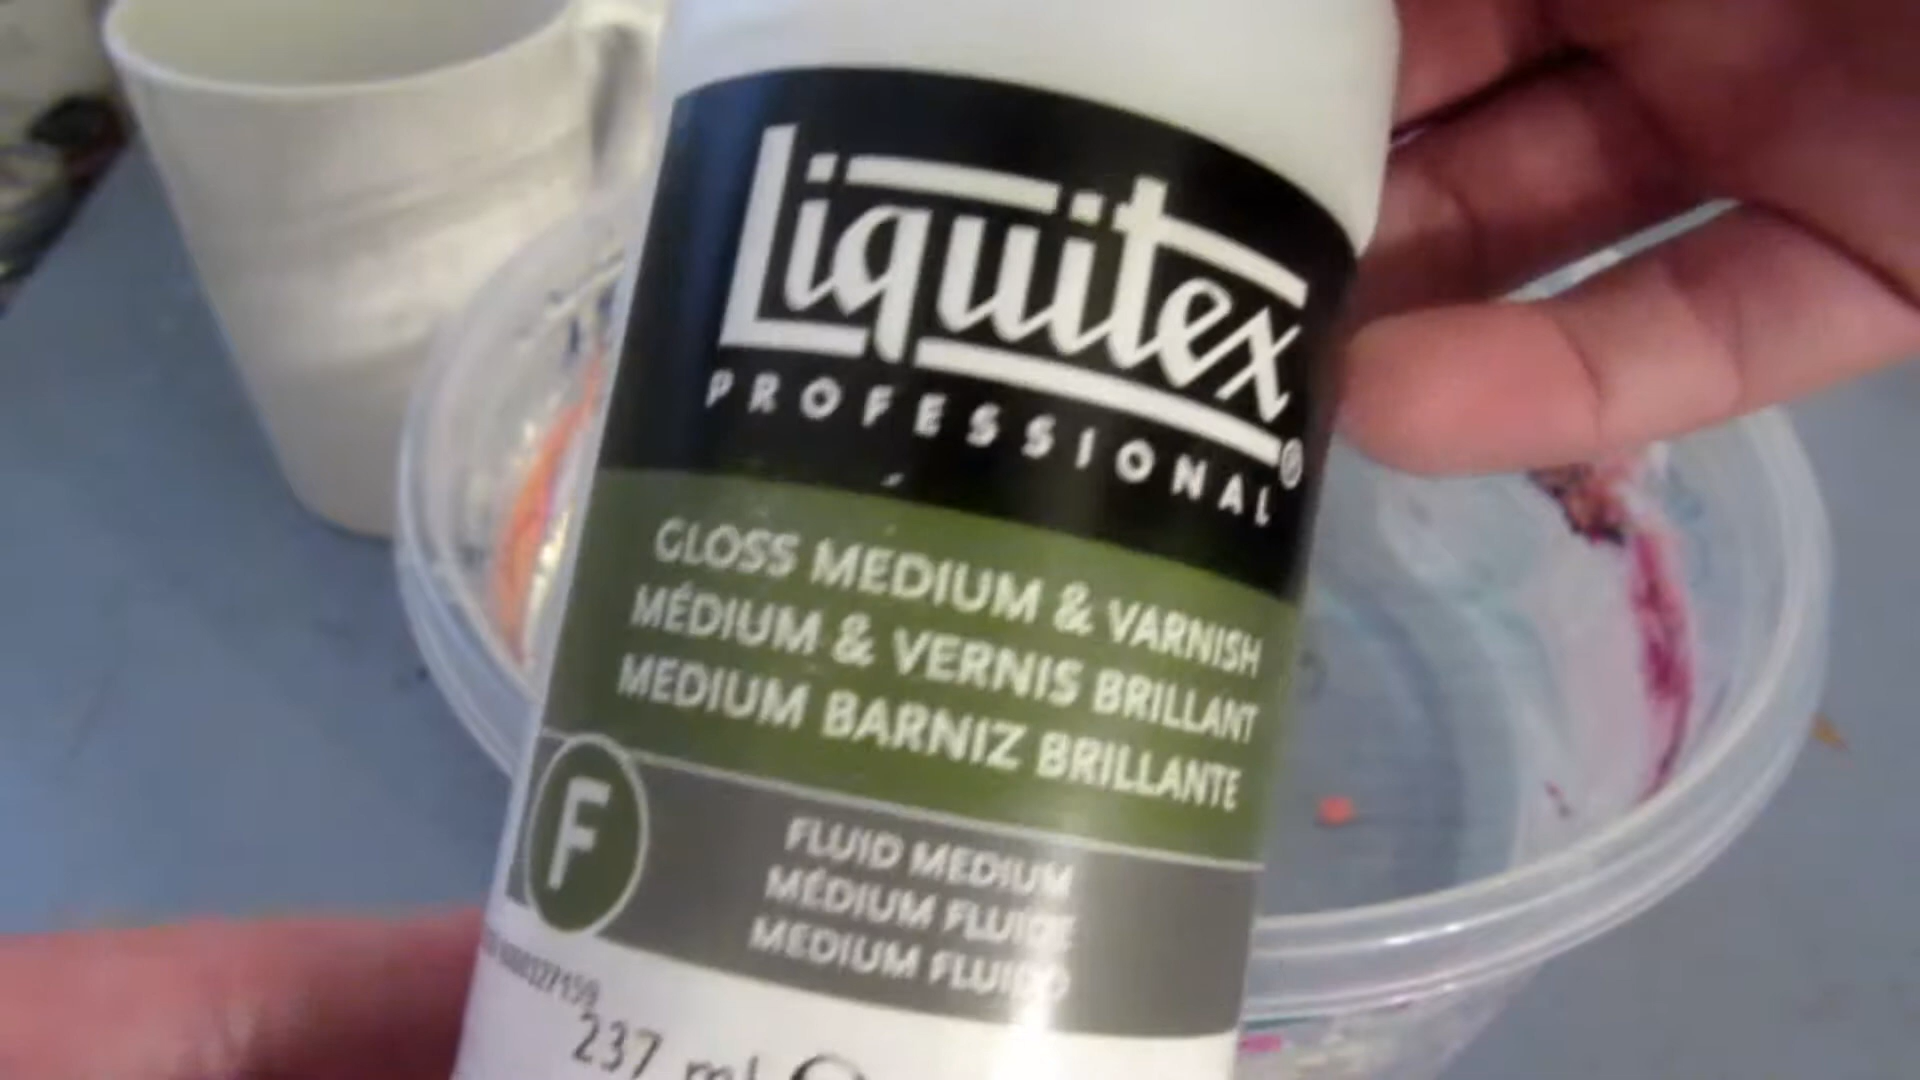 Liquitex®
PROFESSIONAL
GLOSS MEDIUM & VARNISH
MÉDIUM & VERNIS BRILLANT
MEDIUM BARNIZ BRILLANTE
F
FLUID MEDIUM
MÉDIUM FLUIDE
MEDIUM FLUIDO
237 ml